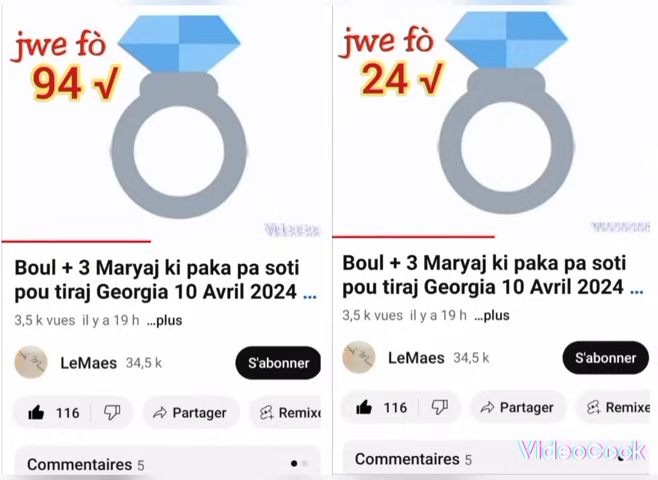 jwe fò
94 √
Boul + 3 Maryaj ki paka pa soti
pou tiraj Georgia 10 Avril 2024 ...
3,5 k vues il y a 19 h ...plus
LeMaes 34,5 k S'abonner
116 Partager Remixe
Commentaires 5
jwe fò
24 √
Boul + 3 Maryaj ki paka pa soti
pou tiraj Georgia 10 Avril 2024 ...
3,5 k vues il y a 19 h ...plus
LeMaes 34,5 k S'abonner
116 Partager Remixe
Commentaires 5
VideoCook